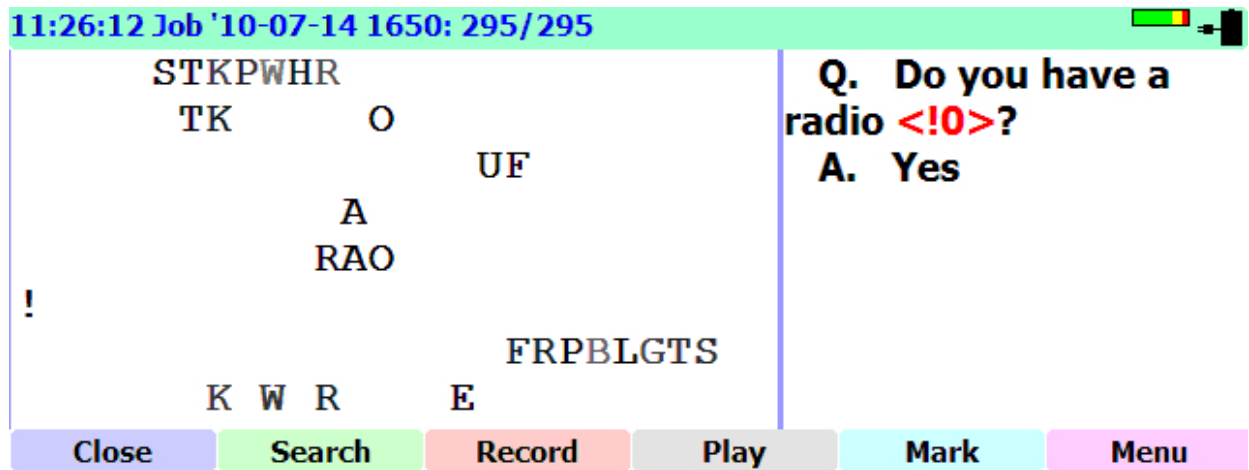 11:26:12 Job '10-07-14 1650: 295/295
STKPWHR
TK O
UF
A
RAO
!
FRPBLGTS
K W R E
Q. Do you have a
radio <!0>?
A. Yes
Close Search Record Play Mark Menu